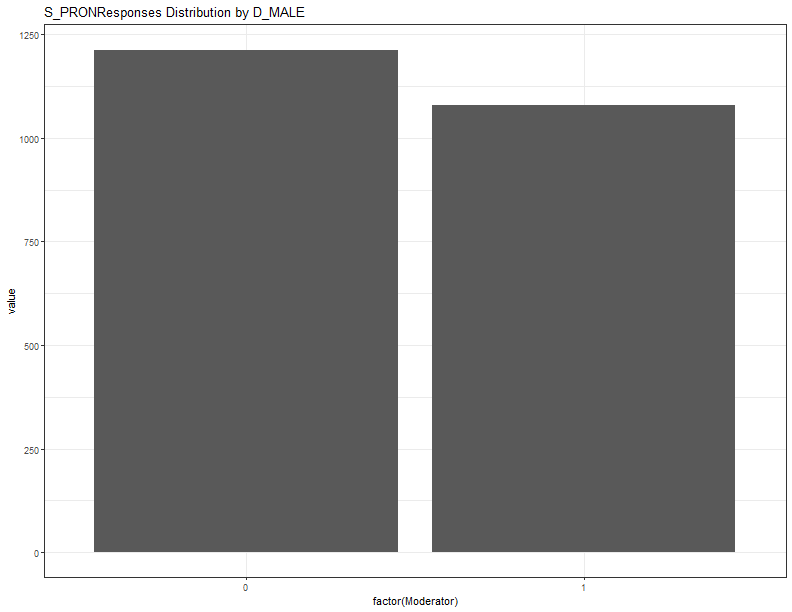 S_PRONResponses Distribution by D_MALE
1250
1000
750
500
250
0
value
0
1
factor(Moderator)